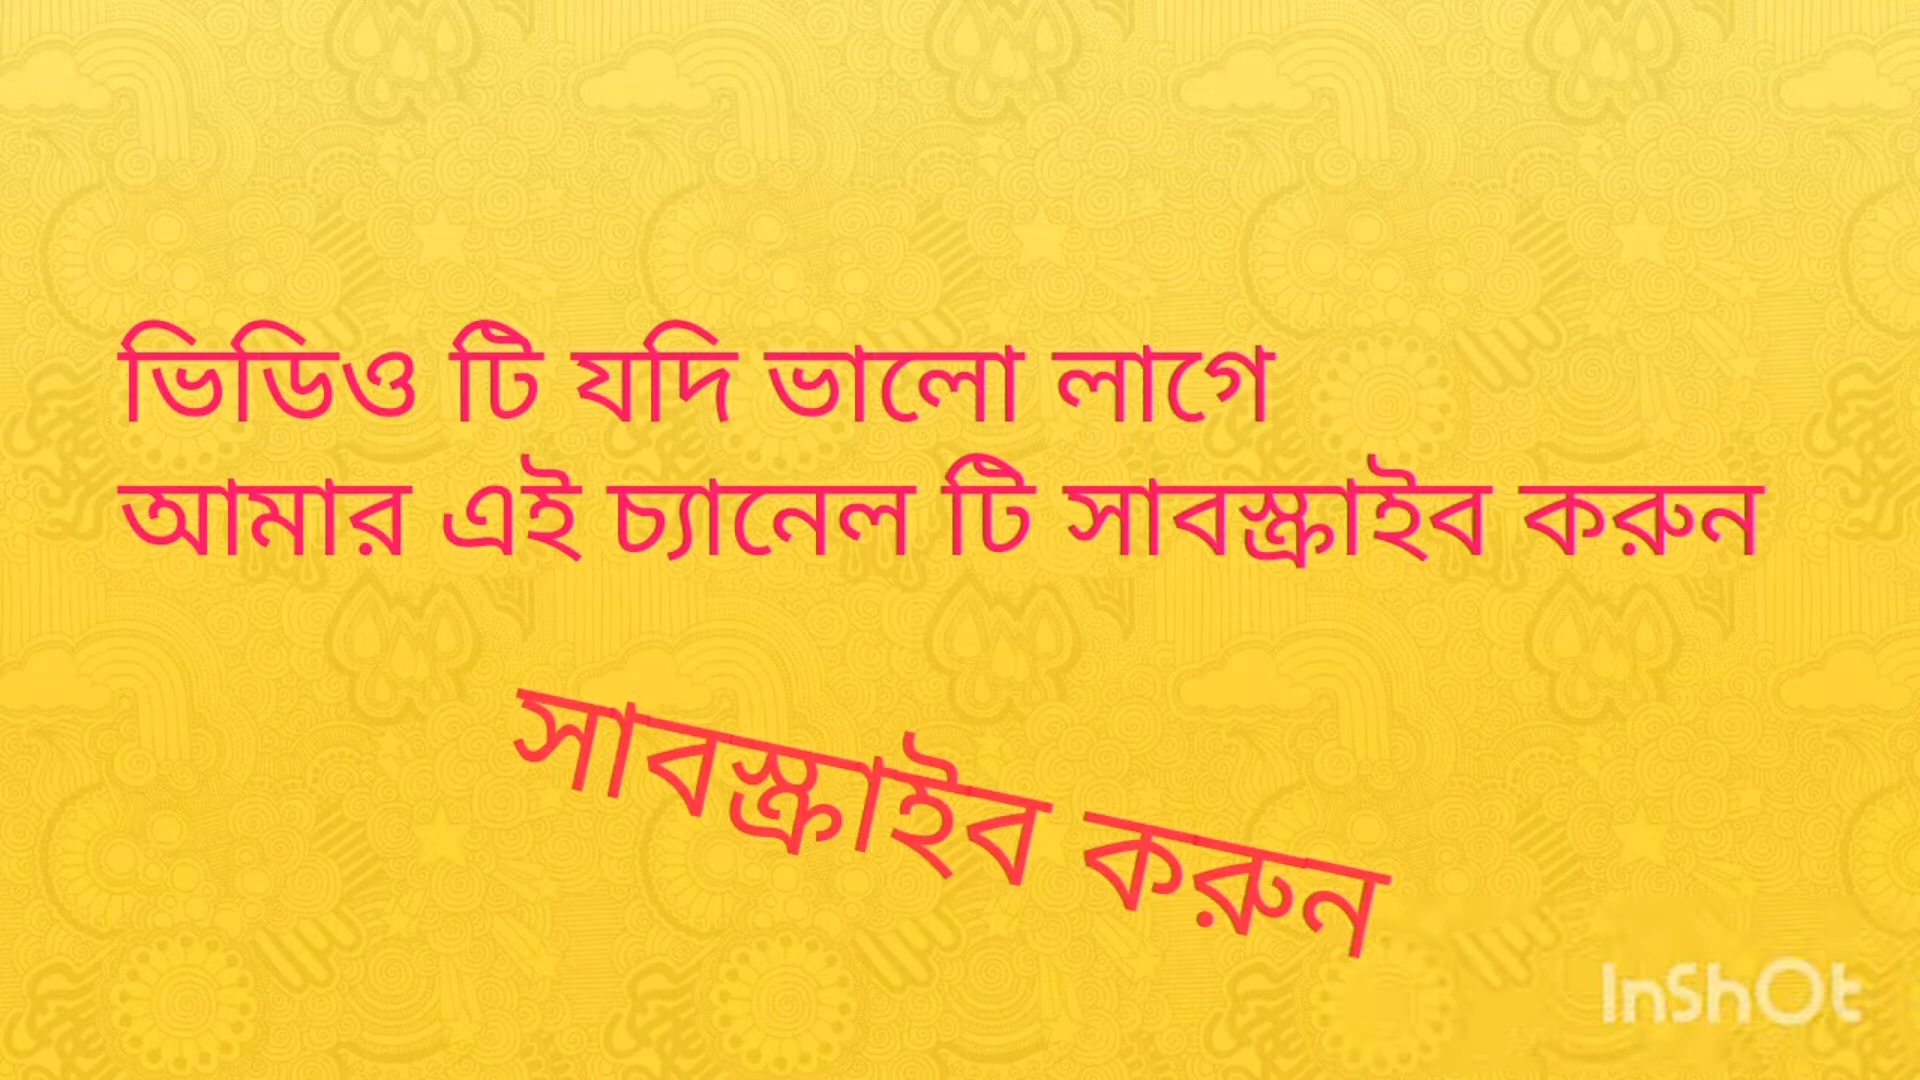 ভিডিও টি যদি ভালো লাগে
আমার এই চ্যানেল টি সাবস্ক্রাইব করুন
সাবস্ক্রাইব করুন
InShOt